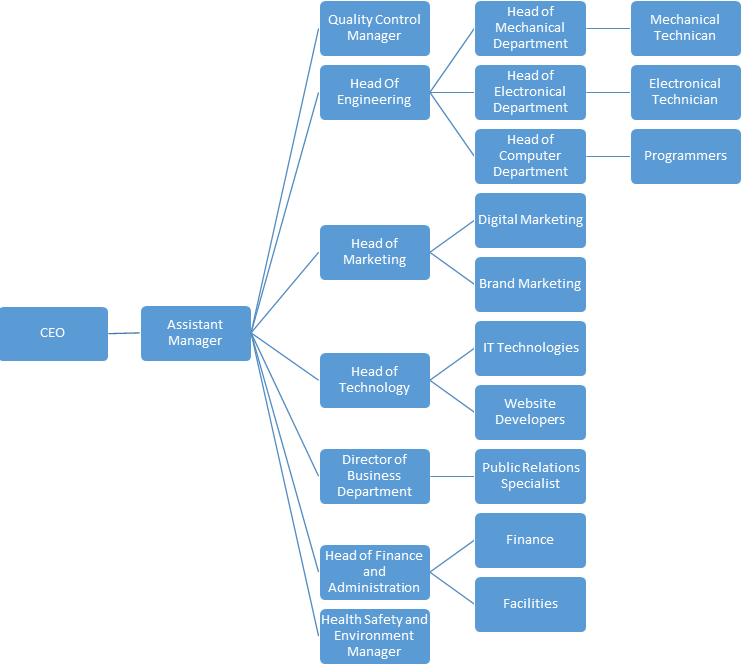 CEO
Assistant
Manager
Quality Control
Manager
Head Of
Engineering
Head of
Mechanical
Department
Mechanical
Technican
Head of
Electronical
Department
Electronical
Technician
Head of
Computer
Department
Programmers
Head of
Marketing
Digital Marketing
Brand Marketing
Head of
Technology
IT Technologies
Website
Developers
Director of
Business
Department
Public Relations
Specialist
Head of Finance
and
Administration
Finance
Facilities
Health Safety and
Environment
Manager